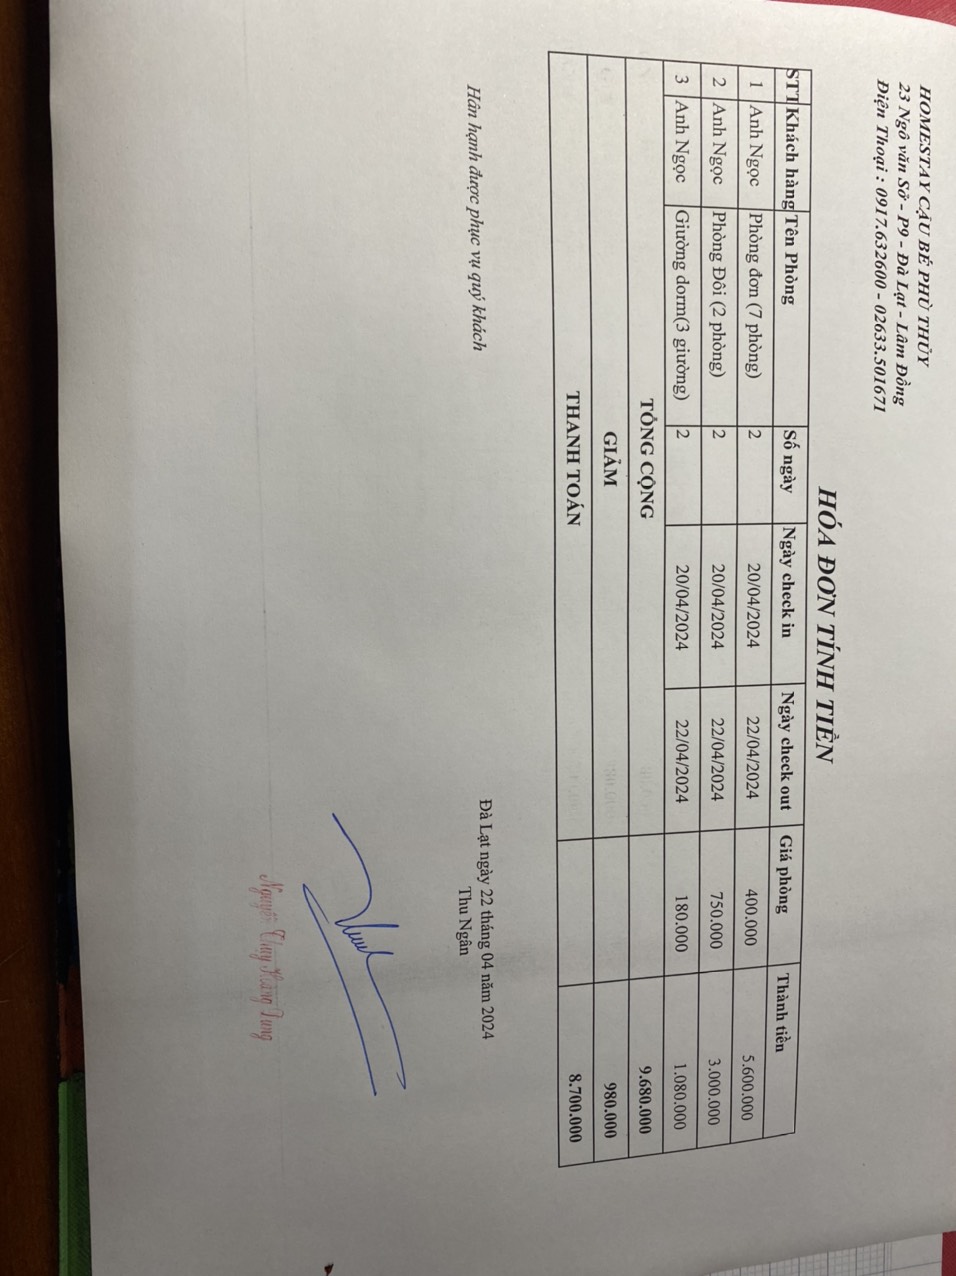 HOMESTAY CẬU BÉ PHÙ THỦY
23 Ngô văn Sở - P9 - Đà Lạt - Lâm Đồng
Điện Thoại : 0917.632600 - 02633.501671
HÓA ĐƠN TÍNH TIỀN
STT Khách hàng Tên Phòng Số ngày Ngày check in Ngày check out Giá phòng Thành tiền
1 Anh Ngọc Phòng đơn (7 phòng) 2 20/04/2024 22/04/2024 400.000 5.600.000
2 Anh Ngọc Phòng Đôi (2 phòng) 2 20/04/2024 22/04/2024 750.000 3.000.000
3 Anh Ngọc Giường dorm(3 giường) 2 20/04/2024 22/04/2024 180.000 1.080.000
TỔNG CỘNG 9.680.000
GIẢM 980.000
THANH TOÁN 8.700.000
Đà Lạt ngày 22 tháng 04 năm 2024
Hân hạnh được phục vụ quý khách Thu Ngân
Nguyễn Thụy Hoàng Dung